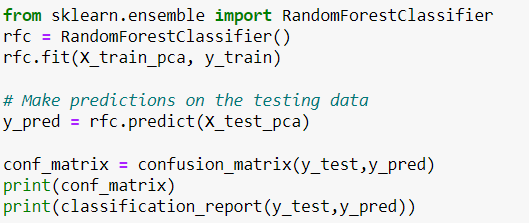 from sklearn.ensemble import RandomForestClassifier
rfc = RandomForestClassifier()
rfc.fit(X_train_pca, y_train)
# Make predictions on the testing data
y_pred = rfc.predict(X_test_pca)
conf_matrix = confusion_matrix(y_test,y_pred)
print(conf_matrix)
print(classification_report(y_test,y_pred))